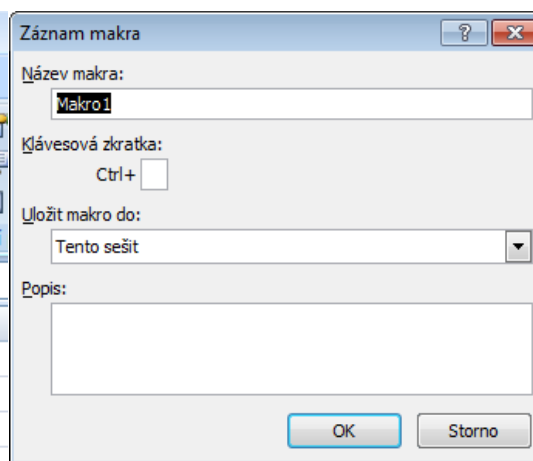 Záznam makra
Název makra:
Makro1
Klávesová zkratka:
Ctrl+
Uložit makro do:
Tento sešit
Popis:
OK Storno